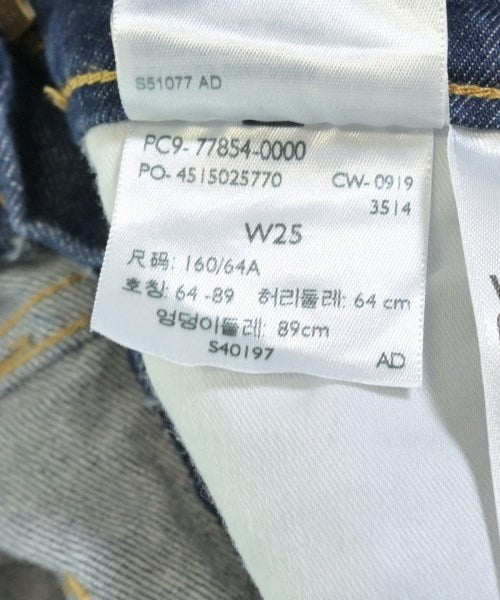 S51077 AD
PC9-77854-0000
PO-4515025770 CW-0919
3514
W25
尺码: 160/64A
호칭: 64-89 허리둘레: 64 cm
엉덩이둘레: 89cm
S40197 AD